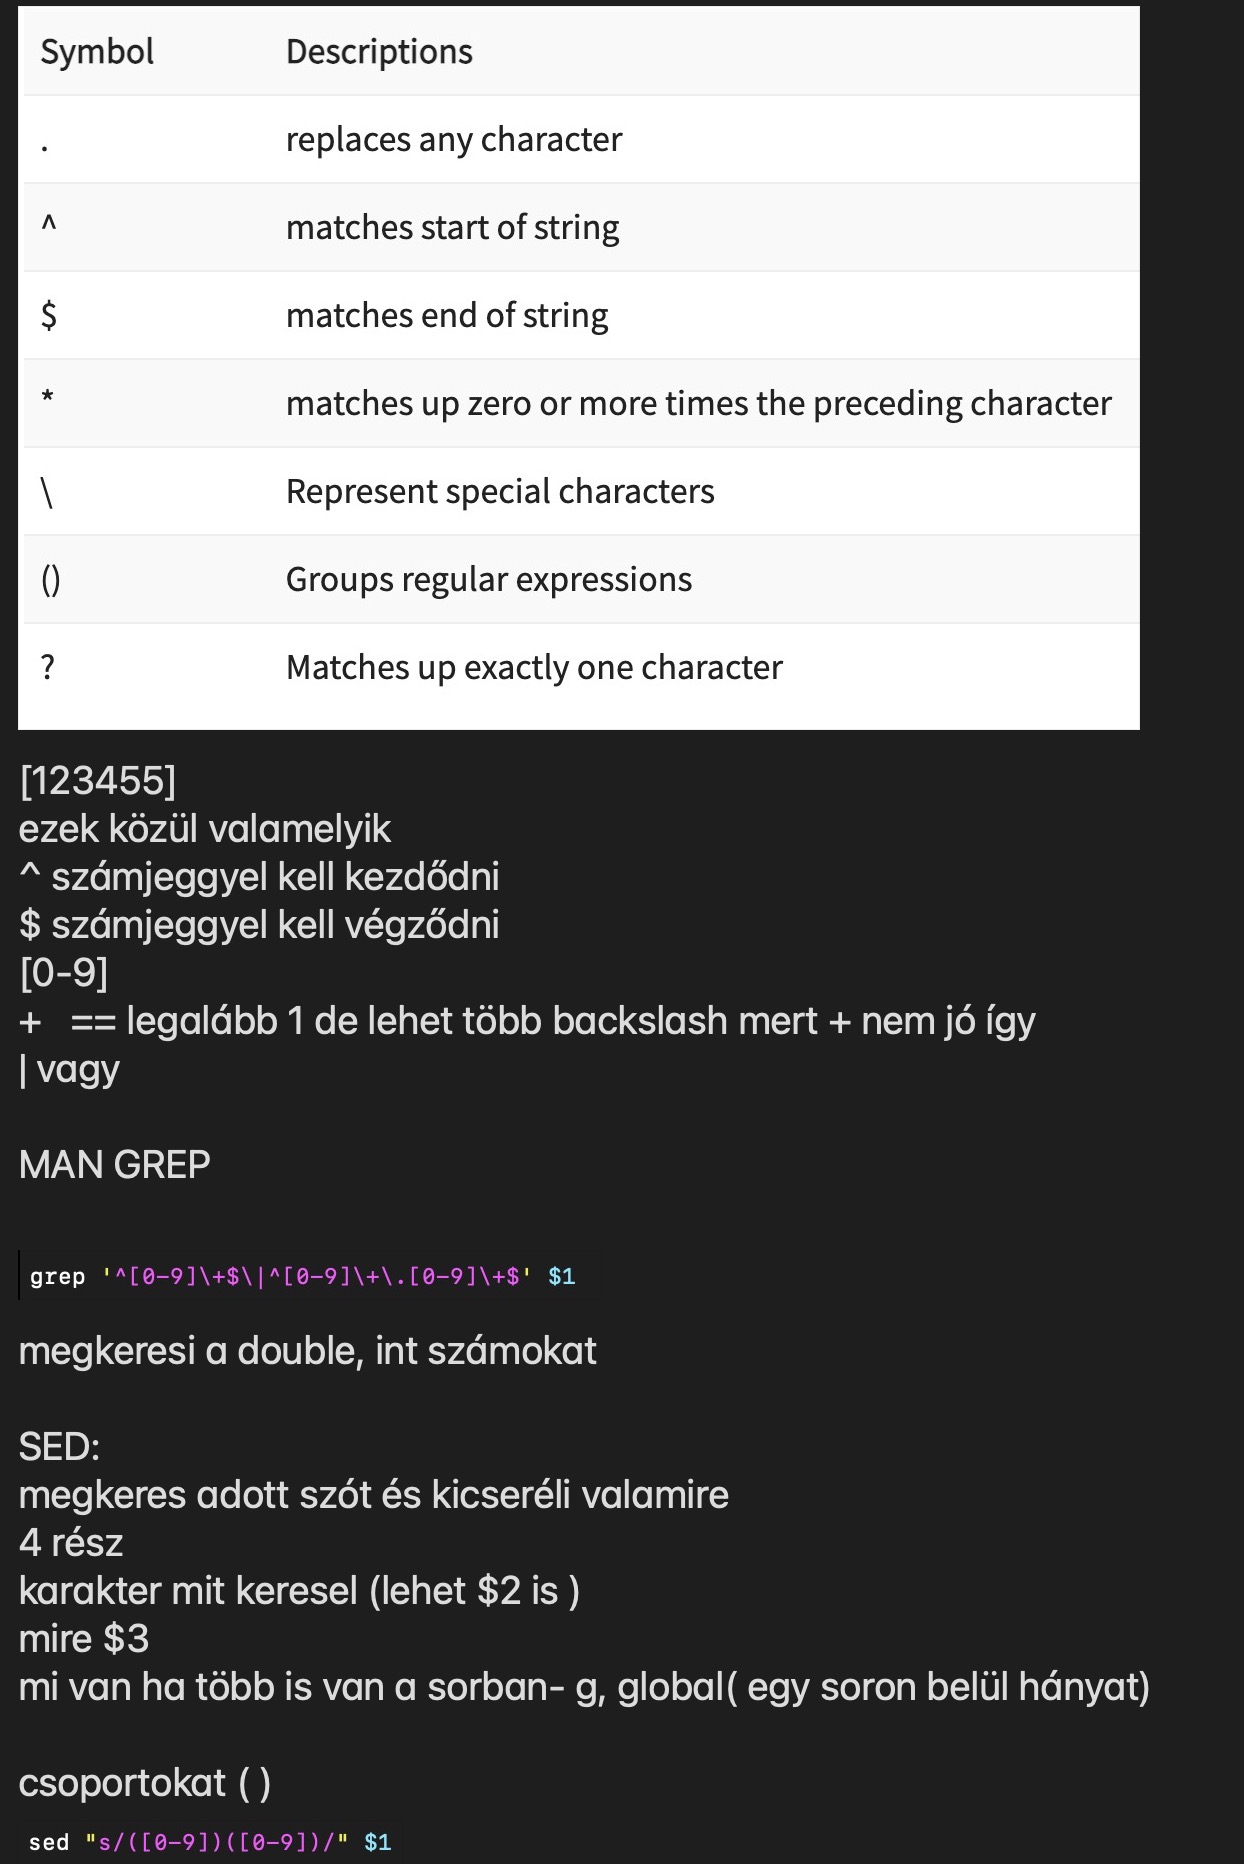 Symbol Descriptions
. replaces any character
^ matches start of string
$ matches end of string
* matches up zero or more times the preceding character
\ Represent special characters
() Groups regular expressions
? Matches up exactly one character
[123455]
ezek közül valamelyik
^ számjeggyel kell kezdődni
$ számjeggyel kell végződni
[0-9]
+ == legalább 1 de lehet több backslash mert + nem jó így
| vagy
MAN GREP
grep '^[0-9]\+$\|^[0-9]\+\.[0-9]\+$' $1
megkeresi a double, int számokat
SED:
megkeres adott szót és kicseréli valamire
4 rész
karakter mit keresel (lehet $2 is )
mire $3
mi van ha több is van a sorban- g, global( egy soron belül hányat)
csoportokat ( )
sed "s/([0-9])([0-9])/" $1